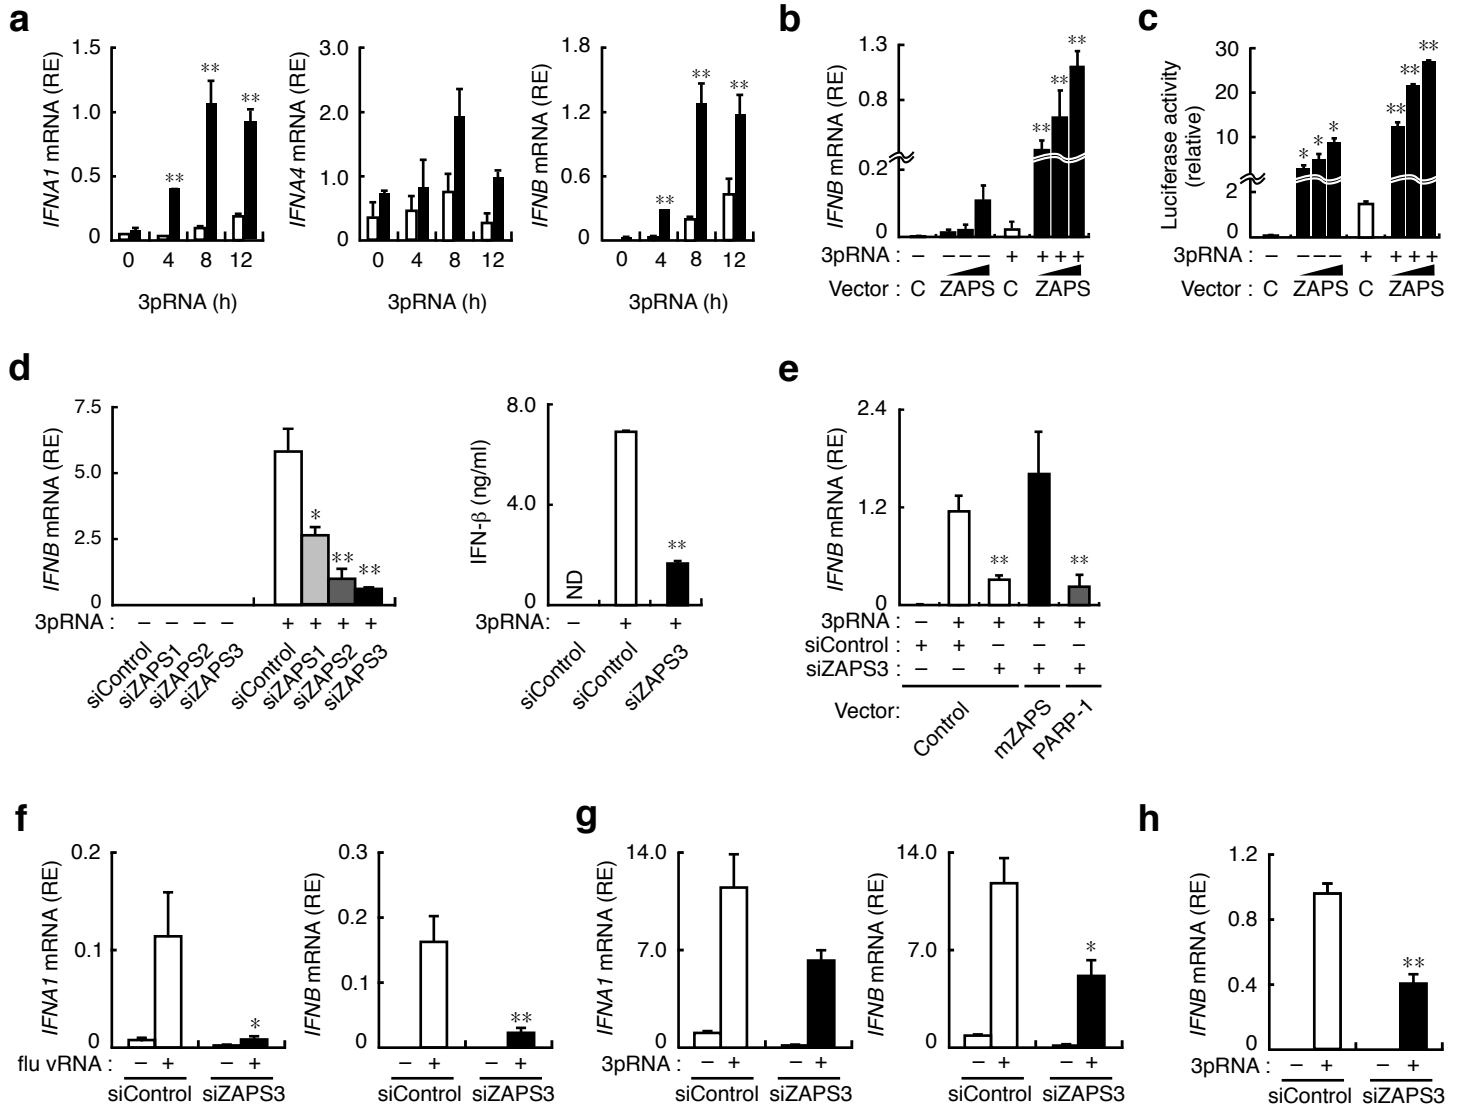 a
IFNA1 mRNA (RE)
1.5
1.0
0.5
0
**
**
**
0 4 8 12
3pRNA (h)
IFNA4 mRNA (RE)
3.0
2.0
1.0
0
0 4 8 12
3pRNA (h)
IFNB mRNA (RE)
1.8
1.2
0.6
0
**
**
**
0 4 8 12
3pRNA (h)
b
IFNB mRNA (RE)
1.3
0.8
0.2
0
**
**
**
3pRNA : – – – – + + + +
Vector : C ZAPS C ZAPS
c
Luciferase activity
(relative)
30
20
10
2
0
*
*
*
**
**
**
3pRNA : – – – – + + + +
Vector : C ZAPS C ZAPS
d
IFNB mRNA (RE)
7.5
5.0
2.5
0
*
**
**
3pRNA : – – – – + + + +
siControl
siZAPS1
siZAPS2
siZAPS3
siControl
siZAPS1
siZAPS2
siZAPS3
IFN-β (ng/ml)
8.0
4.0
0
ND
**
3pRNA: – + +
siControl
siControl
siZAPS3
e
IFNB mRNA (RE)
2.4
1.2
0
**
**
3pRNA : – + + + +
siControl : + + – – –
siZAPS3 : – – + + +
Vector:
Control
mZAPS
PARP-1
f
IFNA1 mRNA (RE)
0.2
0.1
0
*
flu vRNA : – + – +
siControl siZAPS3
IFNB mRNA (RE)
0.3
0.2
0.1
0
**
– + – +
siControl siZAPS3
g
IFNA1 mRNA (RE)
14.0
7.0
0
3pRNA : – + – +
siControl siZAPS3
IFNB mRNA (RE)
14.0
7.0
0
*
– + – +
siControl siZAPS3
h
IFNB mRNA (RE)
1.2
0.8
0.4
0
**
3pRNA : – + – +
siControl siZAPS3